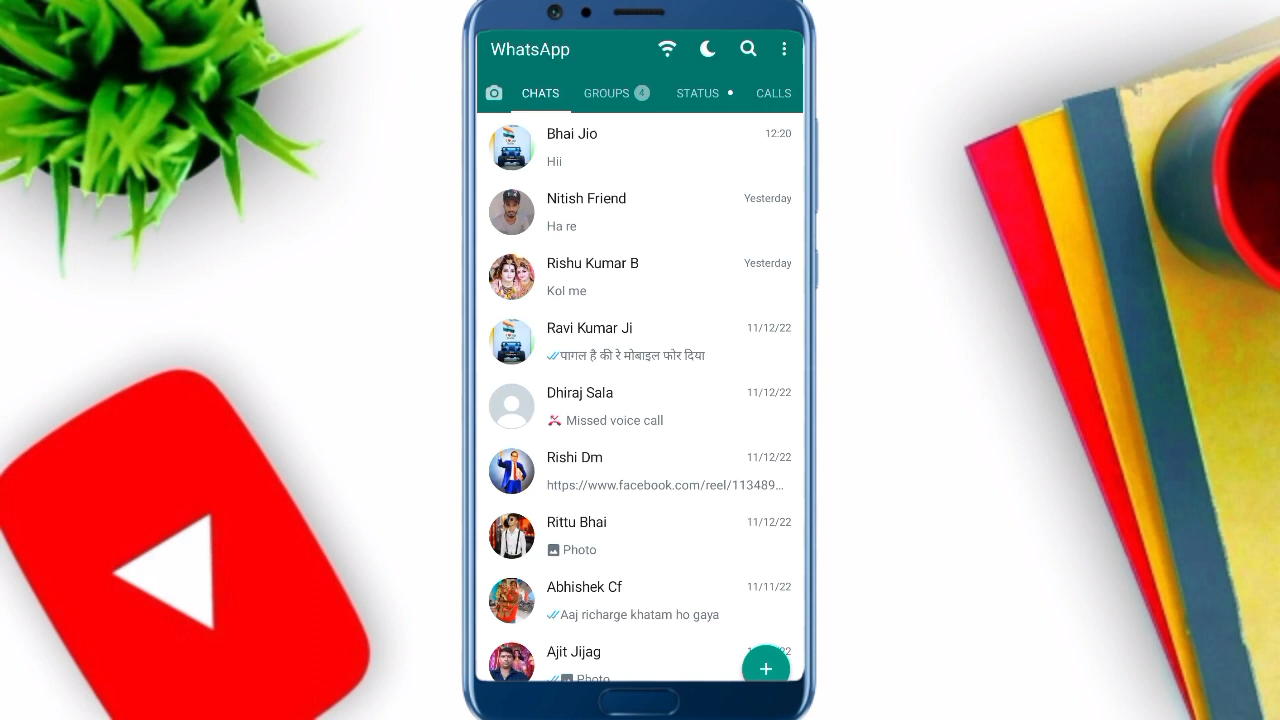 WhatsApp
CHATS GROUPS 4 STATUS CALLS
Bhai Jio 12:20
Hii
Nitish Friend Yesterday
Ha re
Rishu Kumar B Yesterday
Kol me
Ravi Kumar Ji 11/12/22
पागल है की रे मोबाइल फोर दिया
Dhiraj Sala 11/12/22
Missed voice call
Rishi Dm 11/12/22
https://www.facebook.com/reel/113489...
Rittu Bhai 11/12/22
Photo
Abhishek Cf 11/11/22
Aaj richarge khatam ho gaya
Ajit Jijag
Photo